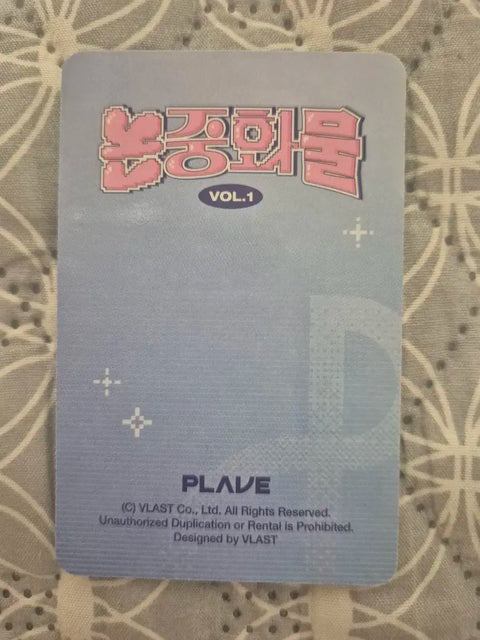 본중화물
VOL.1
PLAVE
(C) VLAST Co., Ltd. All Rights Reserved.
Unauthorized Duplication or Rental is Prohibited.
Designed by VLAST